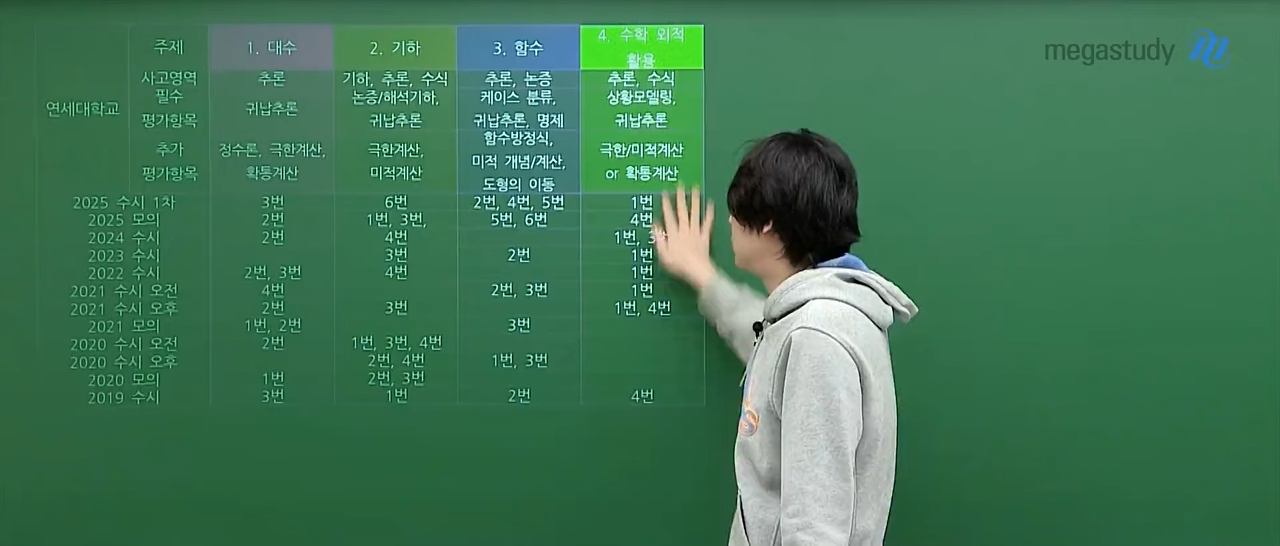 megastudy
주제 1. 대수 2. 기하 3. 함수 4. 수학 외적 활용
연세대학교
사고영역 추론 기하, 추론, 수식 추론, 논증 추론, 수식
필수 평가항목 귀납추론 논증/해석기하, 귀납추론 케이스 분류, 귀납추론, 명제 상황모델링, 귀납추론
추가 평가항목 정수론, 극한계산, 확통계산 극한계산, 미적계산 함수방정식, 미적 개념/계산, 도형의 이동 극한/미적계산 or 확통계산
2025 수시 1차 3번 6번 2번, 4번, 5번 1번
2025 모의 2번 1번, 3번, 5번, 6번 4번
2024 수시 2번 4번 1번,
2023 수시 3번 2번 1번
2022 수시 2번, 3번 4번 1번
2021 수시 오전 4번 2번, 3번 1번
2021 수시 오후 2번 3번 1번, 4번
2021 모의 1번, 2번 3번
2020 수시 오전 2번 1번, 3번, 4번
2020 수시 오후 2번, 4번 1번, 3번
2020 모의 1번 2번, 3번
2019 수시 3번 1번 2번 4번